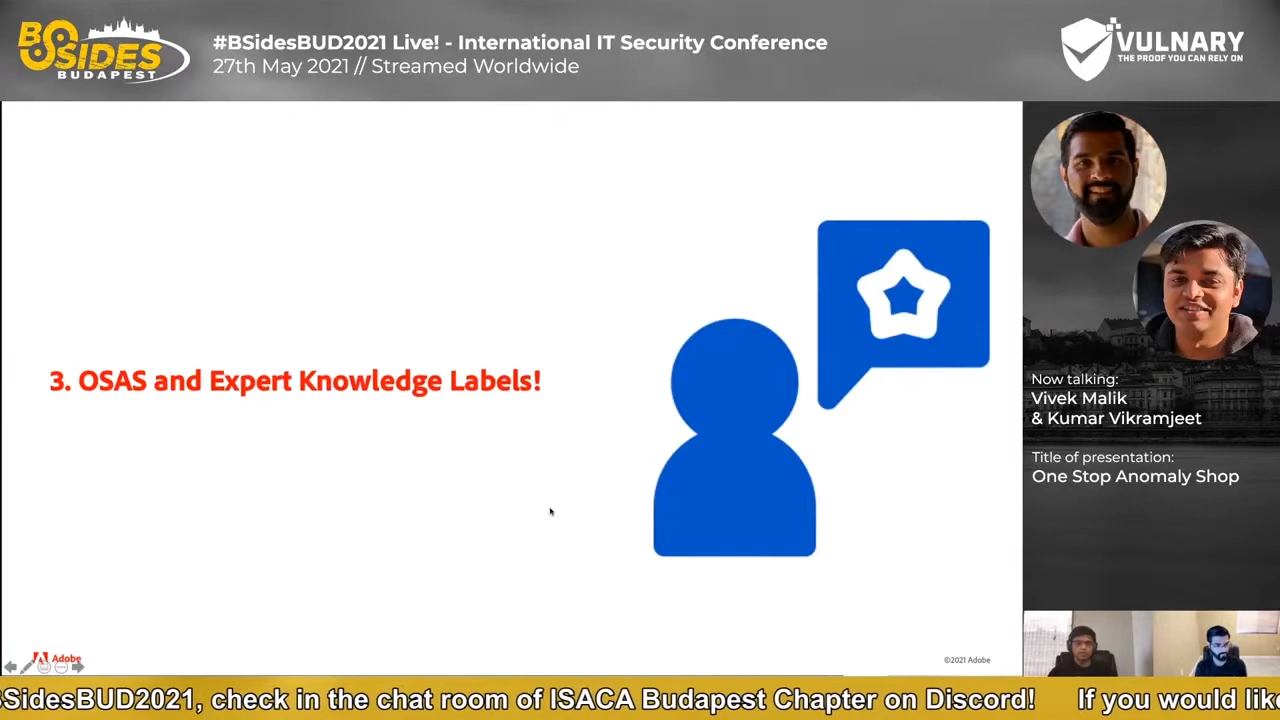 BSIDES
BUDAPEST
#BSidesBUD2021 Live! - International IT Security Conference
27th May 2021 // Streamed Worldwide
VULNARY
THE PROOF YOU CAN RELY ON
3. OSAS and Expert Knowledge Labels!
Now talking:
Vivek Malik
& Kumar Vikramjeet
Title of presentation:
One Stop Anomaly Shop
Adobe
©2021 Adobe
BSidesBUD2021, check in the chat room of ISACA Budapest Chapter on Discord! If you would like